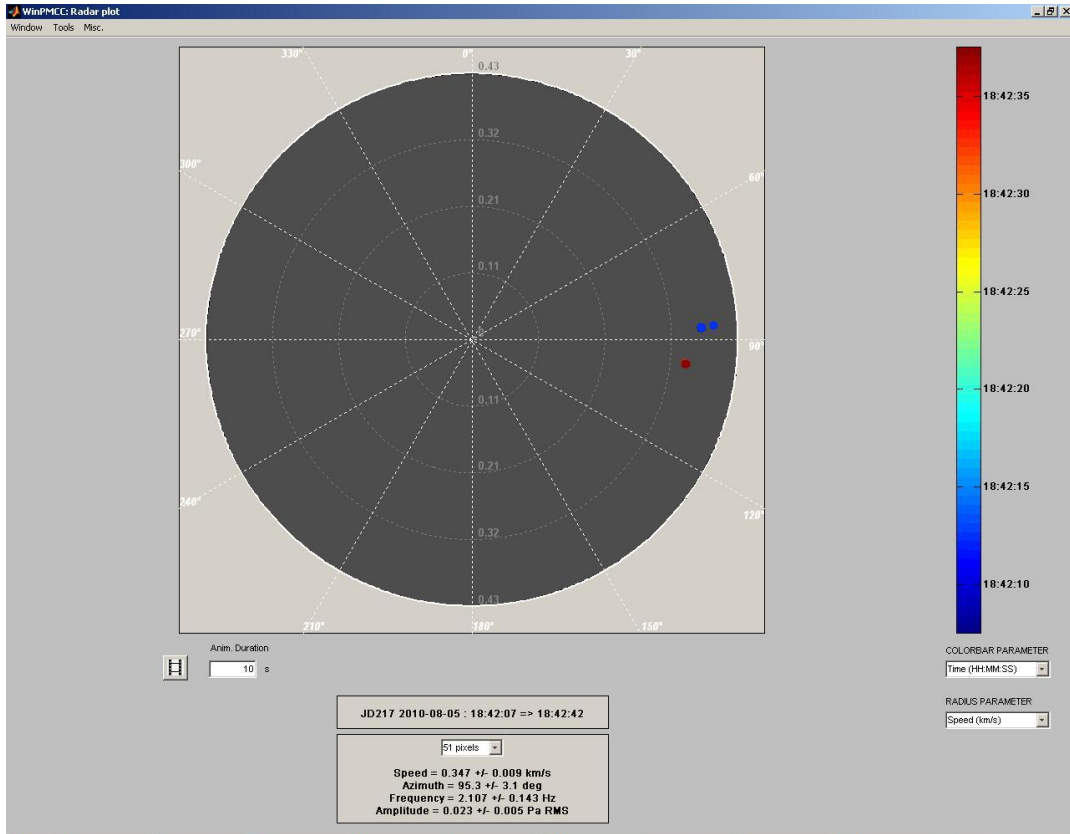 WinPMCC: Radar plot
Window Tools Misc.
330°
0°
30°
0.43
0.32
300°
60°
0.21
0.11
0
270°
90°
0.11
0.21
240°
120°
0.32
0.43
210°
180°
150°
18:42:35
18:42:30
18:42:25
18:42:20
18:42:15
18:42:10
Anim. Duration
10 s
COLORBAR PARAMETER
Time (HH:MM:SS)
RADIUS PARAMETER
Speed (km/s)
JD217 2010-08-05 : 18:42:07 => 18:42:42
51 pixels
Speed = 0.347 +/- 0.009 km/s
Azimuth = 95.3 +/- 3.1 deg
Frequency = 2.107 +/- 0.143 Hz
Amplitude = 0.023 +/- 0.005 Pa RMS